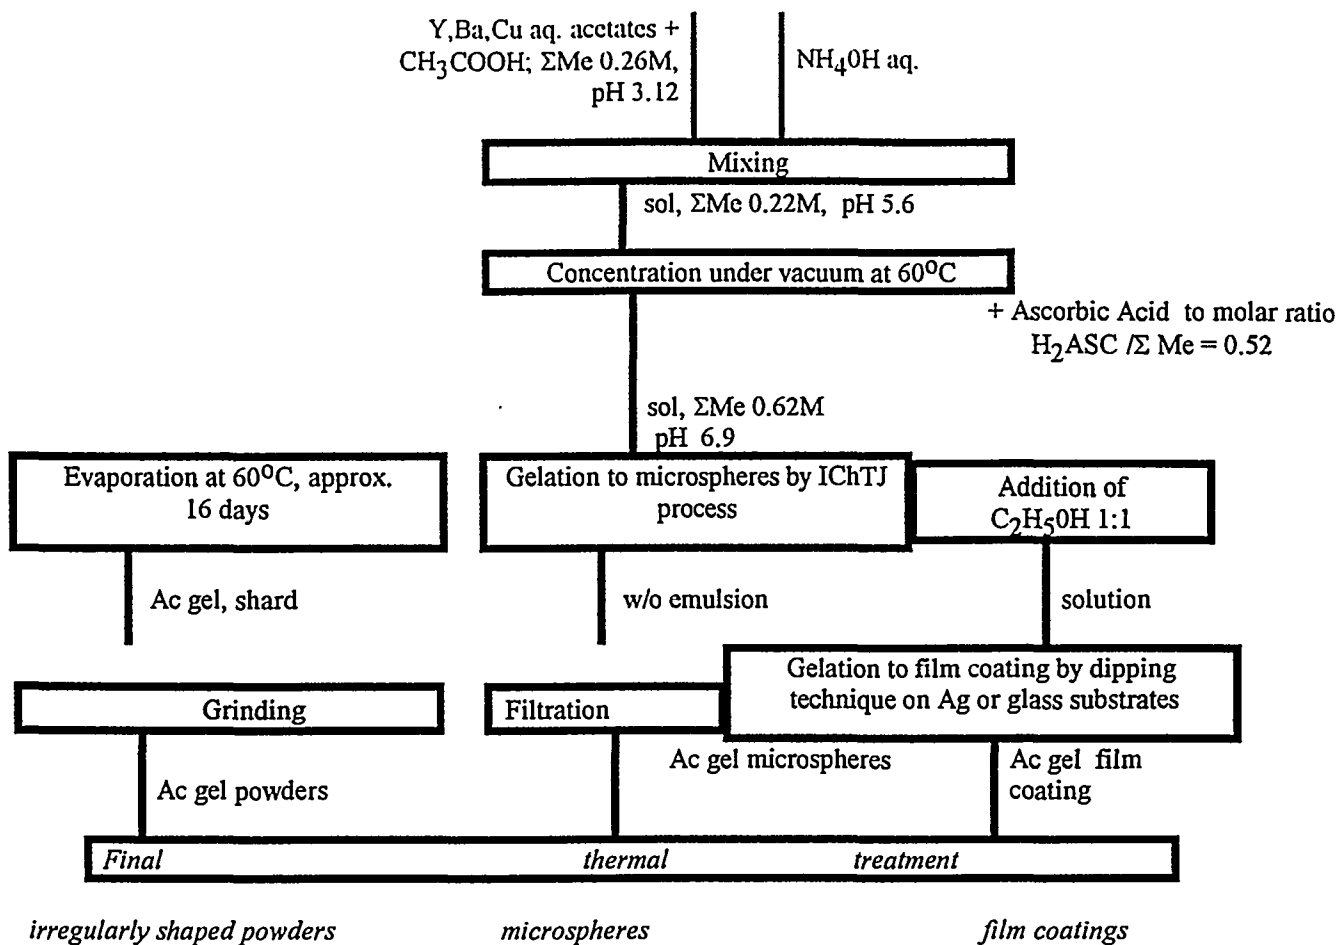 Y,Ba,Cu aq. acetates +
CH3COOH; ΣMe 0.26M,
pH 3.12
NH40H aq.
Mixing
sol, ΣMe 0.22M, pH 5.6
Concentration under vacuum at 60⁰C
+ Ascorbic Acid to molar ratio
H2ASC /Σ Me = 0.52
sol, ΣMe 0.62M
pH 6.9
Evaporation at 60⁰C, approx.
16 days
Gelation to microspheres by IChTJ
process
Addition of
C2H50H 1:1
Ac gel, shard
w/o emulsion
solution
Grinding
Filtration
Gelation to film coating by dipping
technique on Ag or glass substrates
Ac gel powders
Ac gel microspheres
Ac gel film
coating
Final thermal treatment
irregularly shaped powders
microspheres
film coatings